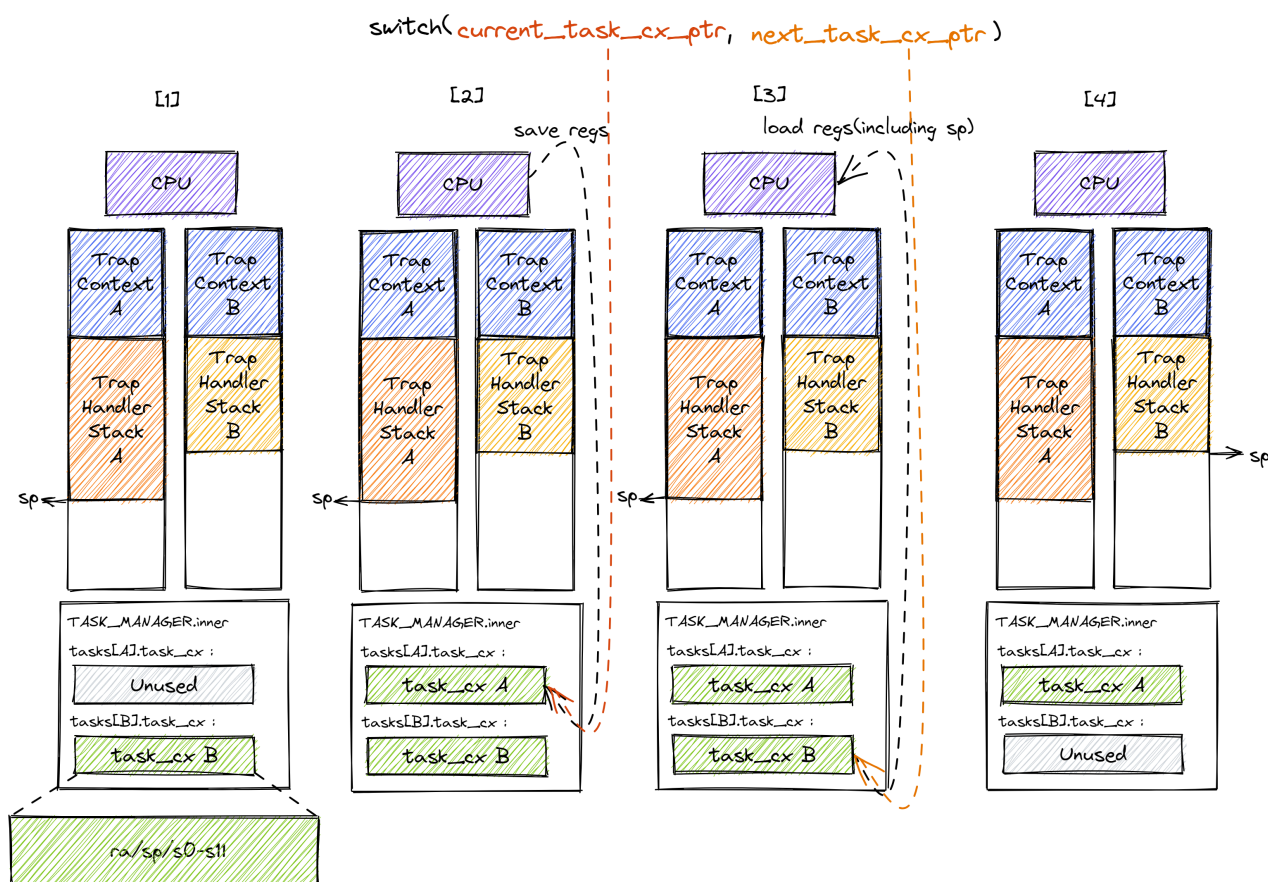 switch(current_task_cx_ptr, next_task_cx_ptr)
[1]
[2]
[3]
[4]
save regs
load regs(including sp)
CPU
CPU
CPU
CPU
Trap
Context
A
Trap
Context
B
Trap
Handler
Stack
A
Trap
Handler
Stack
B
sp
Trap
Context
A
Trap
Context
B
Trap
Handler
Stack
A
Trap
Handler
Stack
B
sp
Trap
Context
A
Trap
Context
B
Trap
Handler
Stack
A
Trap
Handler
Stack
B
sp
Trap
Context
A
Trap
Context
B
Trap
Handler
Stack
A
Trap
Handler
Stack
B
sp
TASK_MANAGER.inner
tasks[A].task_cx :
Unused
tasks[B].task_cx :
task_cx B
ra/sp/s0-s11
TASK_MANAGER.inner
tasks[A].task_cx :
task_cx A
tasks[B].task_cx :
task_cx B
TASK_MANAGER.inner
tasks[A].task_cx :
task_cx A
tasks[B].task_cx :
task_cx B
TASK_MANAGER.inner
tasks[A].task_cx :
task_cx A
tasks[B].task_cx :
Unused